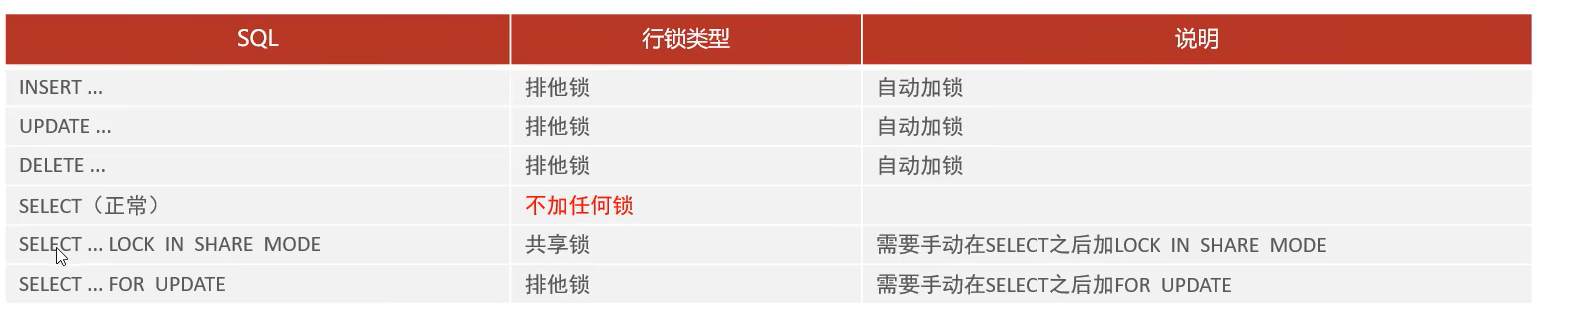 SQL 行锁类型 说明
INSERT ... 排他锁 自动加锁
UPDATE ... 排他锁 自动加锁
DELETE ... 排他锁 自动加锁
SELECT（正常） 不加任何锁
SELECT ... LOCK IN SHARE MODE 共享锁 需要手动在SELECT之后加LOCK IN SHARE MODE
SELECT ... FOR UPDATE 排他锁 需要手动在SELECT之后加FOR UPDATE